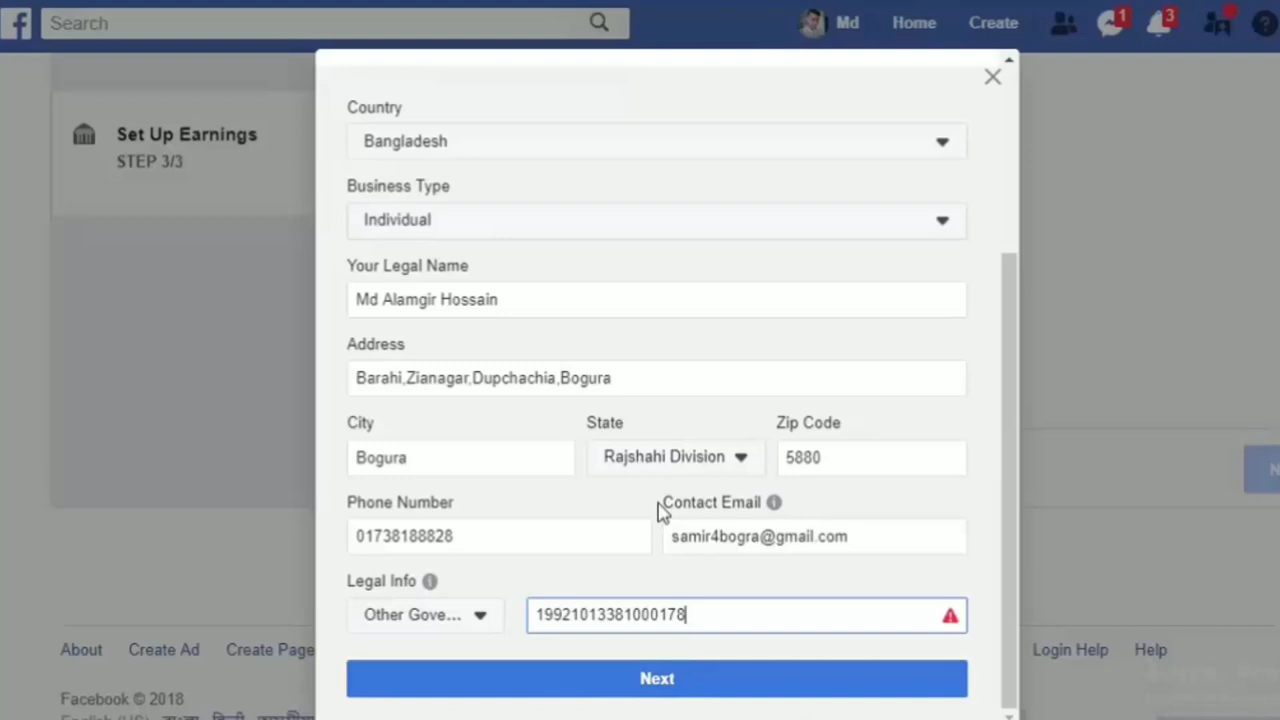 Search
Md Home Create 1 3
Set Up Earnings
STEP 3/3
Country
Bangladesh
Business Type
Individual
Your Legal Name
Md Alamgir Hossain
Address
Barahi,Zianagar,Dupchachia,Bogura
City State Zip Code
Bogura Rajshahi Division 5880
Phone Number Contact Email
01738188828 samir4bogra@gmail.com
Legal Info
Other Gove... 19921013381000178
Next
About Create Ad Create Page Login Help Help
Facebook © 2018
English (US)